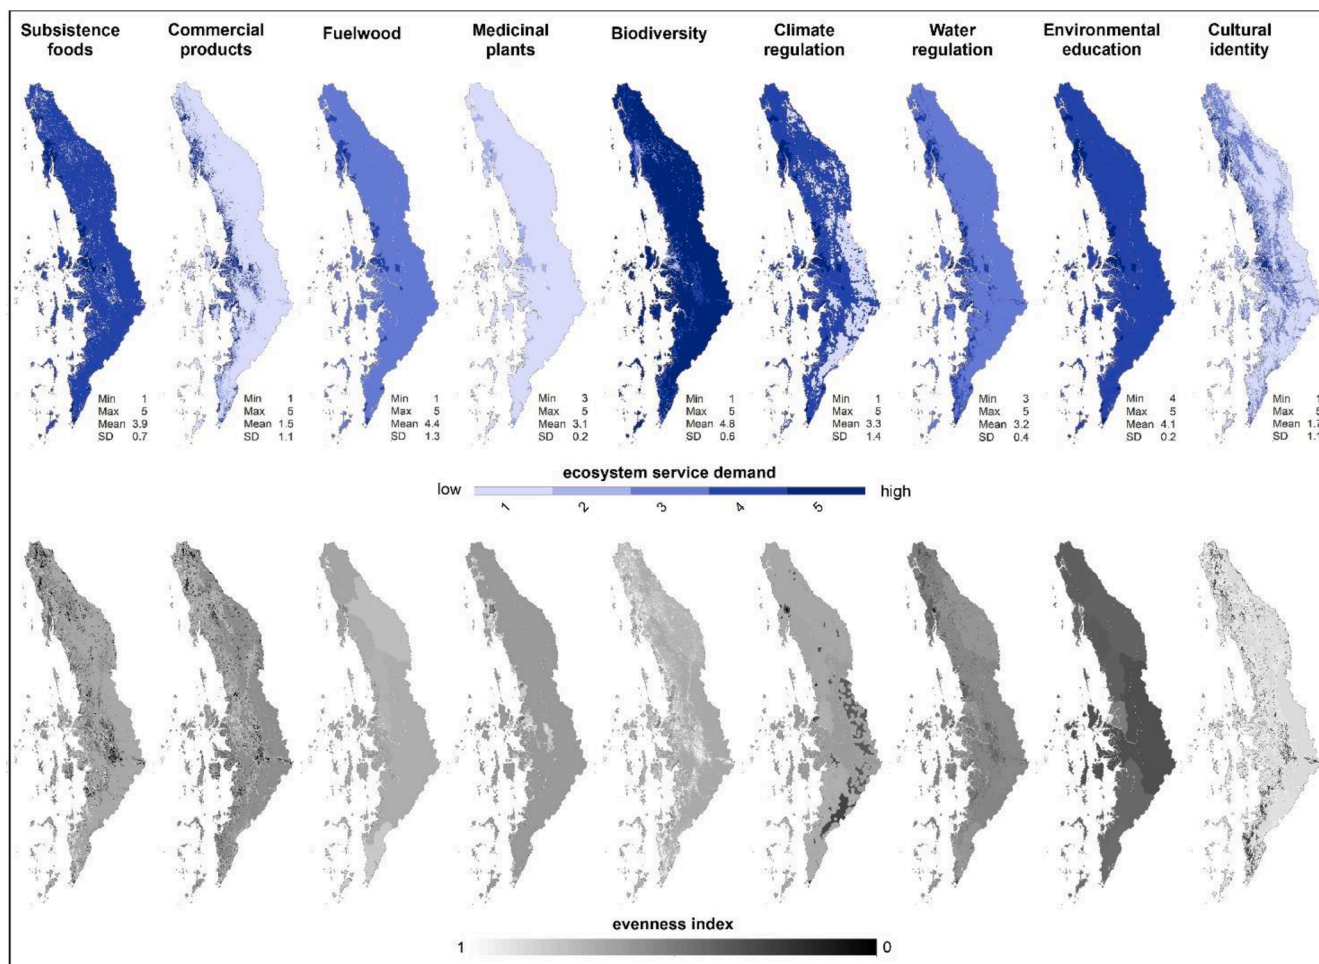 Subsistence foods
Commercial products
Fuelwood
Medicinal plants
Biodiversity
Climate regulation
Water regulation
Environmental education
Cultural identity
Min 1
Max 5
Mean 3.9
SD 0.7
Min 1
Max 5
Mean 1.5
SD 1.1
Min 1
Max 5
Mean 4.4
SD 1.3
Min 3
Max 5
Mean 3.1
SD 0.2
Min 1
Max 5
Mean 4.8
SD 0.6
Min 1
Max 5
Mean 3.3
SD 1.4
Min 3
Max 5
Mean 3.2
SD 0.4
Min 4
Max 5
Mean 4.1
SD 0.2
Min 1
Max 5
Mean 1.7
SD 1.1
ecosystem service demand
low high
1 2 3 4 5
evenness index
1 0